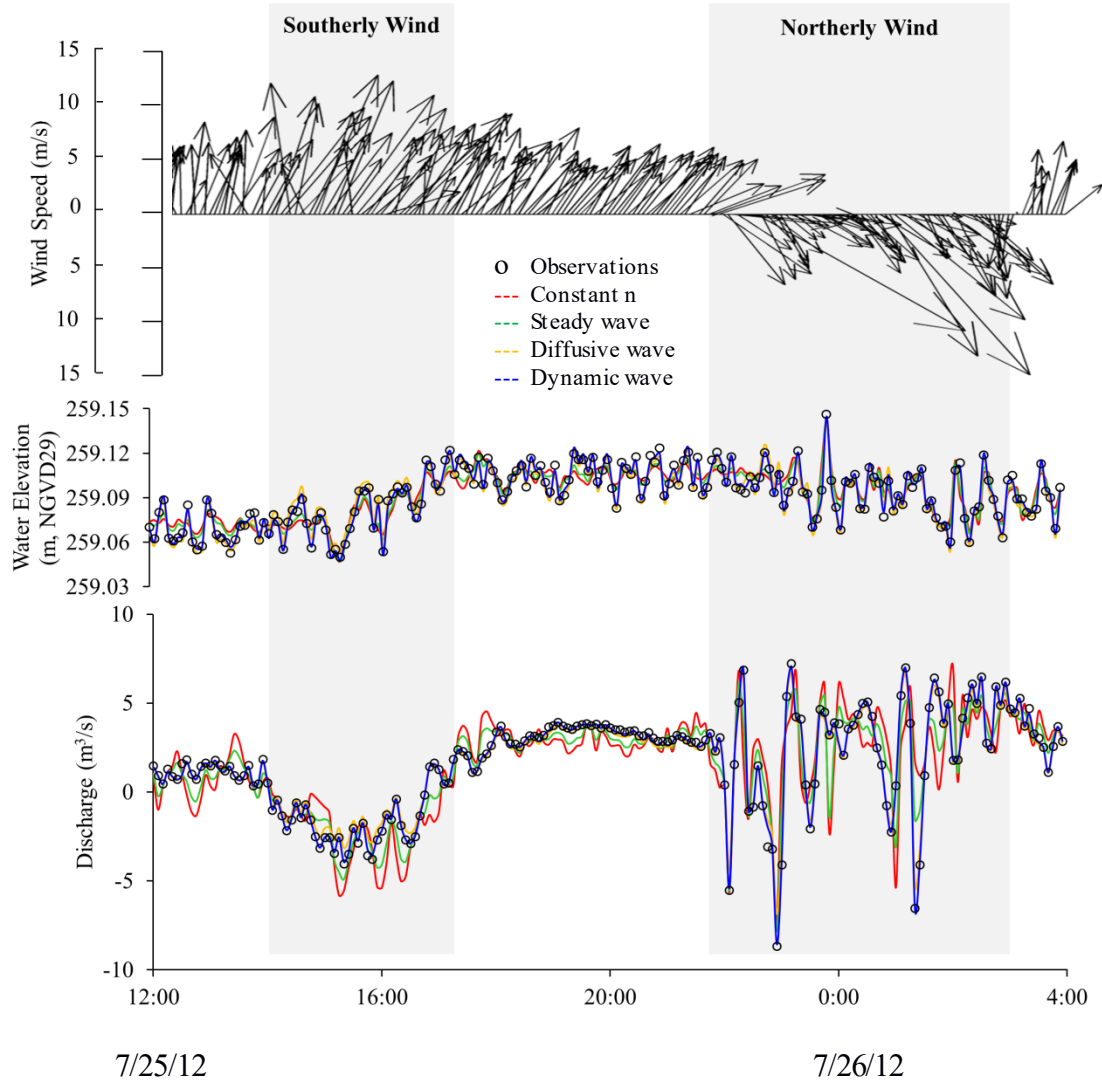 Southerly Wind
Northerly Wind
Wind Speed (m/s)
15
10
5
0
5
10
15
Observations
Constant n
Steady wave
Diffusive wave
Dynamic wave
Water Elevation
(m, NGVD29)
259.15
259.12
259.09
259.06
259.03
Discharge (m³/s)
10
5
0
-5
-10
12:00
16:00
20:00
0:00
4:00
7/25/12
7/26/12